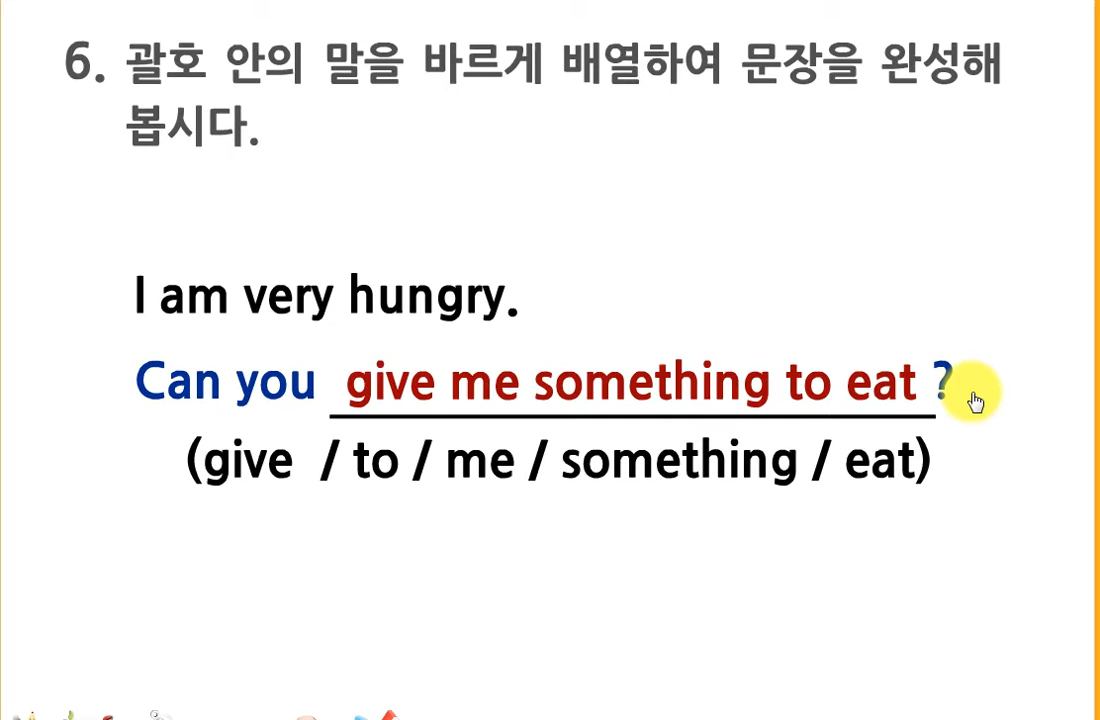 6. 괄호 안의 말을 바르게 배열하여 문장을 완성해
봅시다.
I am very hungry.
Can you give me something to eat ?
(give / to / me / something / eat)